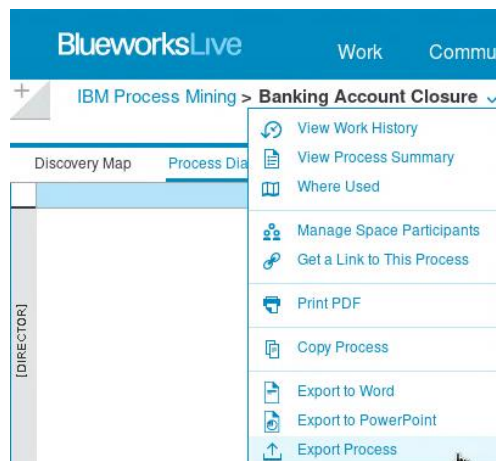 BlueworksLive
Work
Commu
IBM Process Mining > Banking Account Closure
View Work History
View Process Summary
Where Used
Discovery Map
Process Dia
Manage Space Participants
Get a Link to This Process
Print PDF
[DIRECTOR]
Copy Process
Export to Word
Export to PowerPoint
Export Process